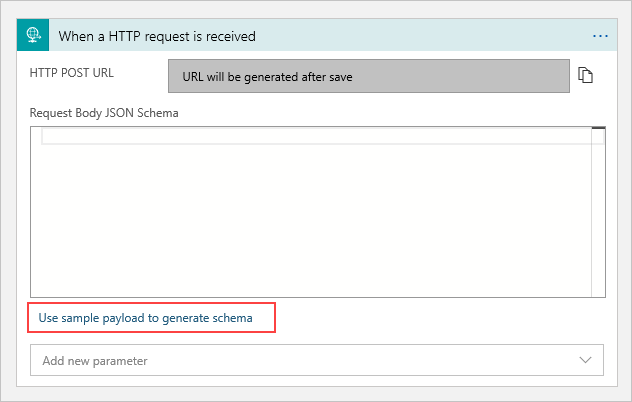 When a HTTP request is received
HTTP POST URL
URL will be generated after save
Request Body JSON Schema
Use sample payload to generate schema
Add new parameter